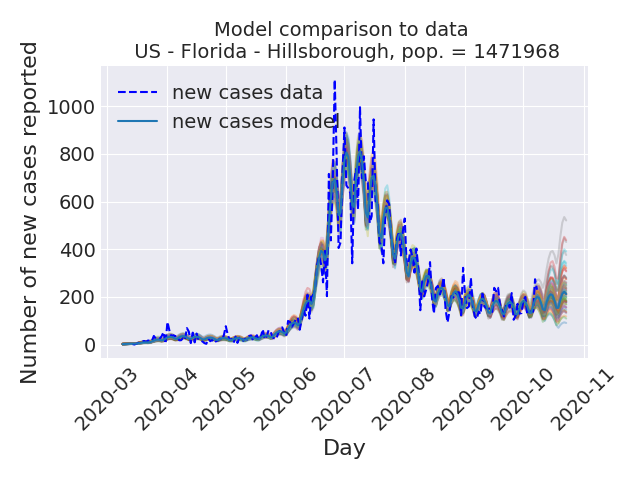 Model comparison to data
US - Florida - Hillsborough, pop. = 1471968
Number of new cases reported
1000
800
600
400
200
0
new cases data
new cases model
2020-03
2020-04
2020-05
2020-06
2020-07
2020-08
2020-09
2020-10
2020-11
Day